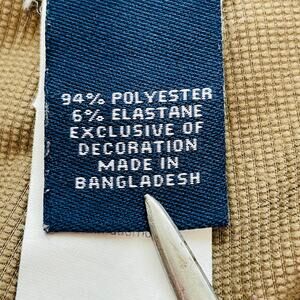 94% POLYESTER
6% ELASTANE
EXCLUSIVE OF
DECORATION
MADE IN
BANGLADESH